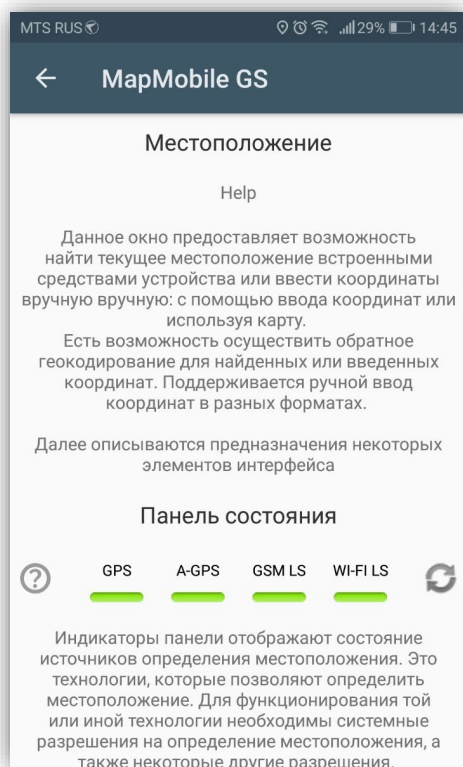 MTS RUS 29% 14:45
MapMobile GS
Местоположение
Help
Данное окно предоставляет возможность
найти текущее местоположение встроенными
средствами устройства или ввести координаты
вручную вручную: с помощью ввода координат или
используя карту.
Есть возможность осуществить обратное
геокодирование для найденных или введенных
координат. Поддерживается ручной ввод
координат в разных форматах.
Далее описываются предназначения некоторых
элементов интерфейса
Панель состояния
? GPS A-GPS GSM LS WI-FI LS
Индикаторы панели отображают состояние
источников определения местоположения. Это
технологии, которые позволяют определить
местоположение. Для функционирования той
или иной технологии необходимы системные
разрешения на определение местоположения, а
также некоторые другие разрешения.